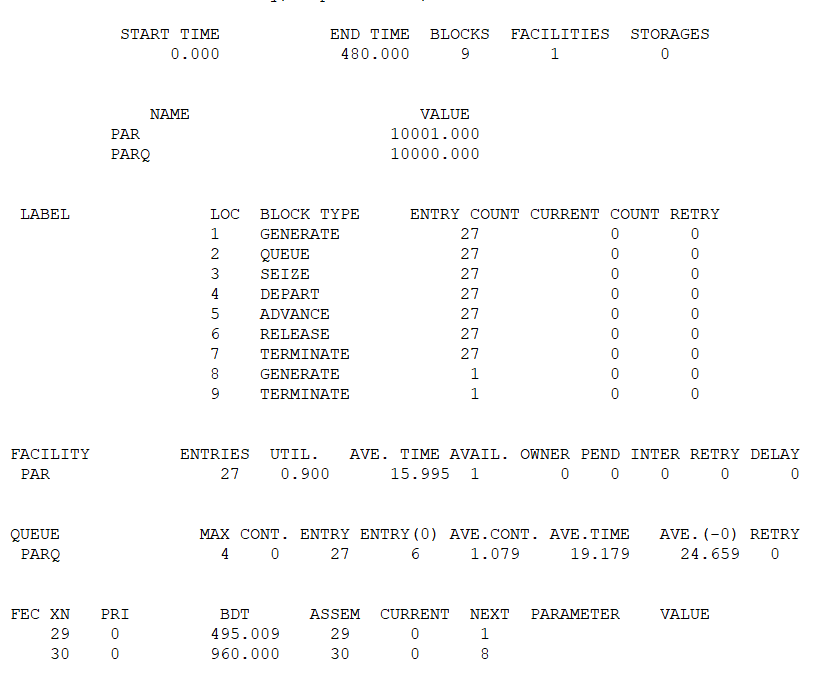 START TIME END TIME BLOCKS FACILITIES STORAGES
0.000 480.000 9 1 0
NAME VALUE
PAR 10001.000
PARQ 10000.000
LABEL LOC BLOCK TYPE ENTRY COUNT CURRENT COUNT RETRY
1 GENERATE 27 0 0
2 QUEUE 27 0 0
3 SEIZE 27 0 0
4 DEPART 27 0 0
5 ADVANCE 27 0 0
6 RELEASE 27 0 0
7 TERMINATE 27 0 0
8 GENERATE 1 0 0
9 TERMINATE 1 0 0
FACILITY ENTRIES UTIL. AVE. TIME AVAIL. OWNER PEND INTER RETRY DELAY
PAR 27 0.900 15.995 1 0 0 0 0 0
QUEUE MAX CONT. ENTRY ENTRY(0) AVE.CONT. AVE.TIME AVE.(-0) RETRY
PARQ 4 0 27 6 1.079 19.179 24.659 0
FEC XN PRI BDT ASSEM CURRENT NEXT PARAMETER VALUE
29 0 495.009 29 0 1
30 0 960.000 30 0 8